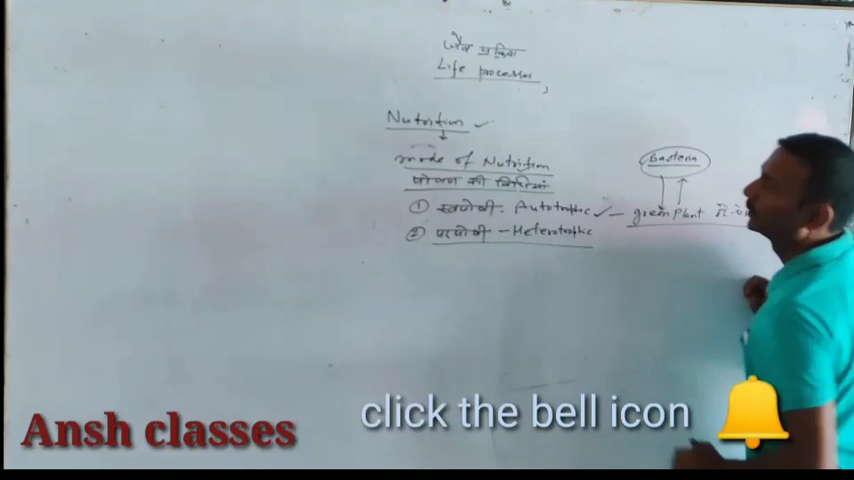 जैव प्रक्रिया
Life processes
Nutrition ✓
mode of Nutrition
पोषण की विधियां
① स्वपोषी - Autotrophic ✓ - green plant में
② परपोषी - Heterotrophic
Bacteria
Ansh classes
click the bell icon